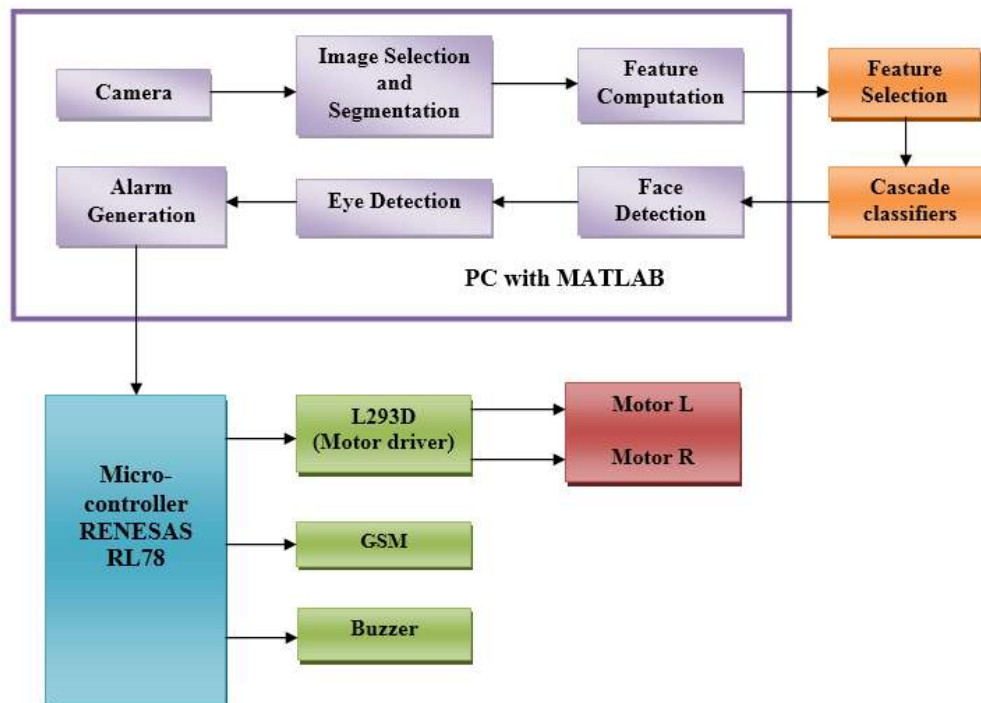 Camera
Image Selection
and
Segmentation
Feature
Computation
Feature
Selection
Alarm
Generation
Eye Detection
Face
Detection
Cascade
classifiers
PC with MATLAB
Micro-
controller
RENESAS
RL78
L293D
(Motor driver)
Motor L
Motor R
GSM
Buzzer